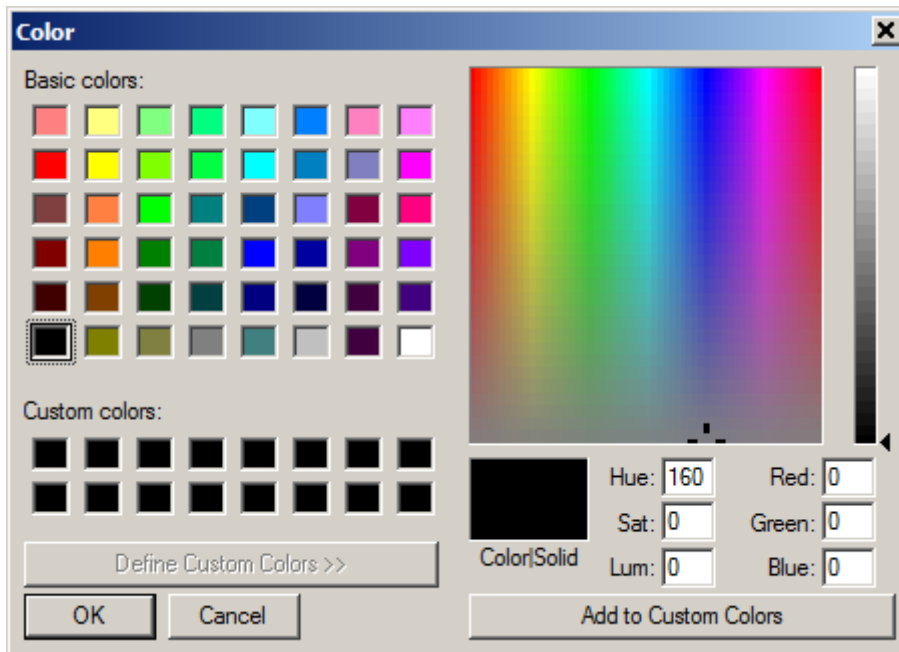 Color
Basic colors:
Custom colors:
Define Custom Colors >>
OK Cancel
Color|Solid
Hue: 160 Red: 0
Sat: 0 Green: 0
Lum: 0 Blue: 0
Add to Custom Colors